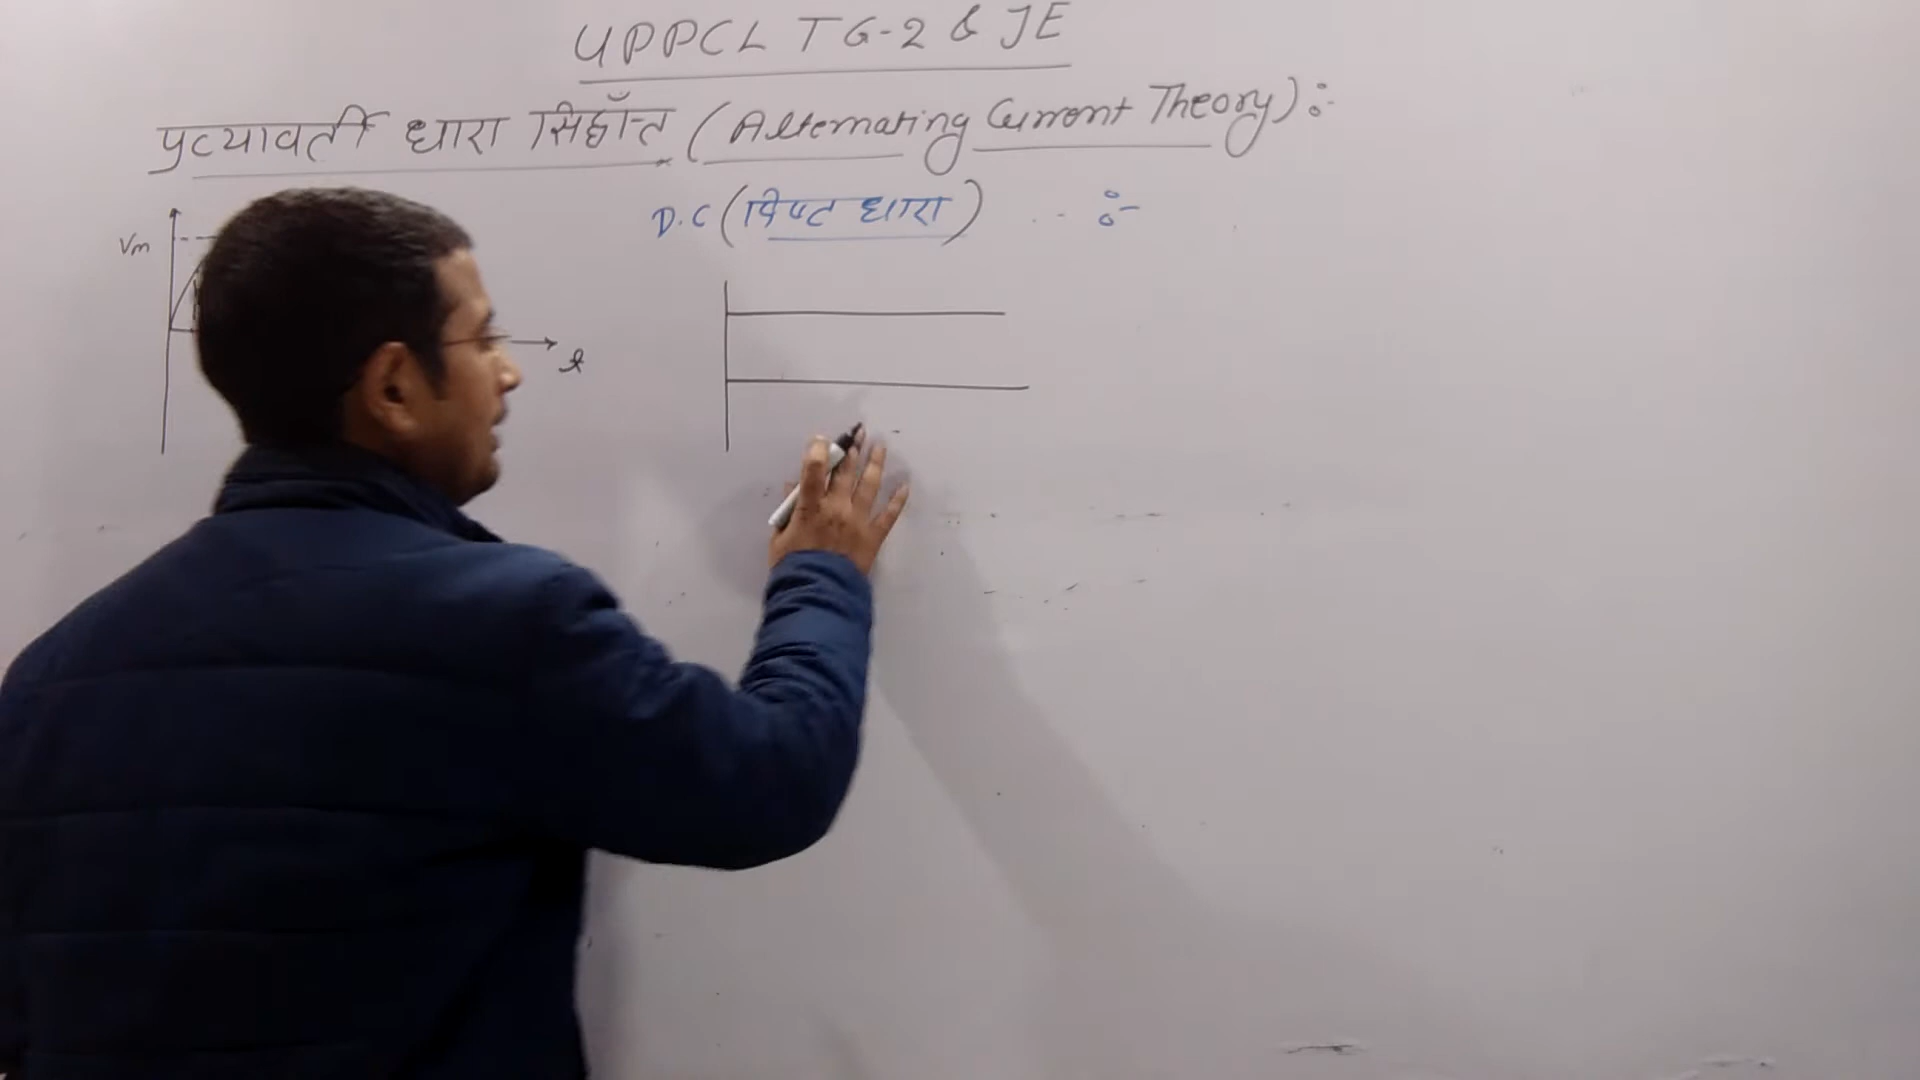 UPPCL TG-2 & JE
प्रत्यावर्ती धारा सिद्धाँन्त (Alternating Current Theory):-
D.C (दिष्ट धारा) :-
Vm
t